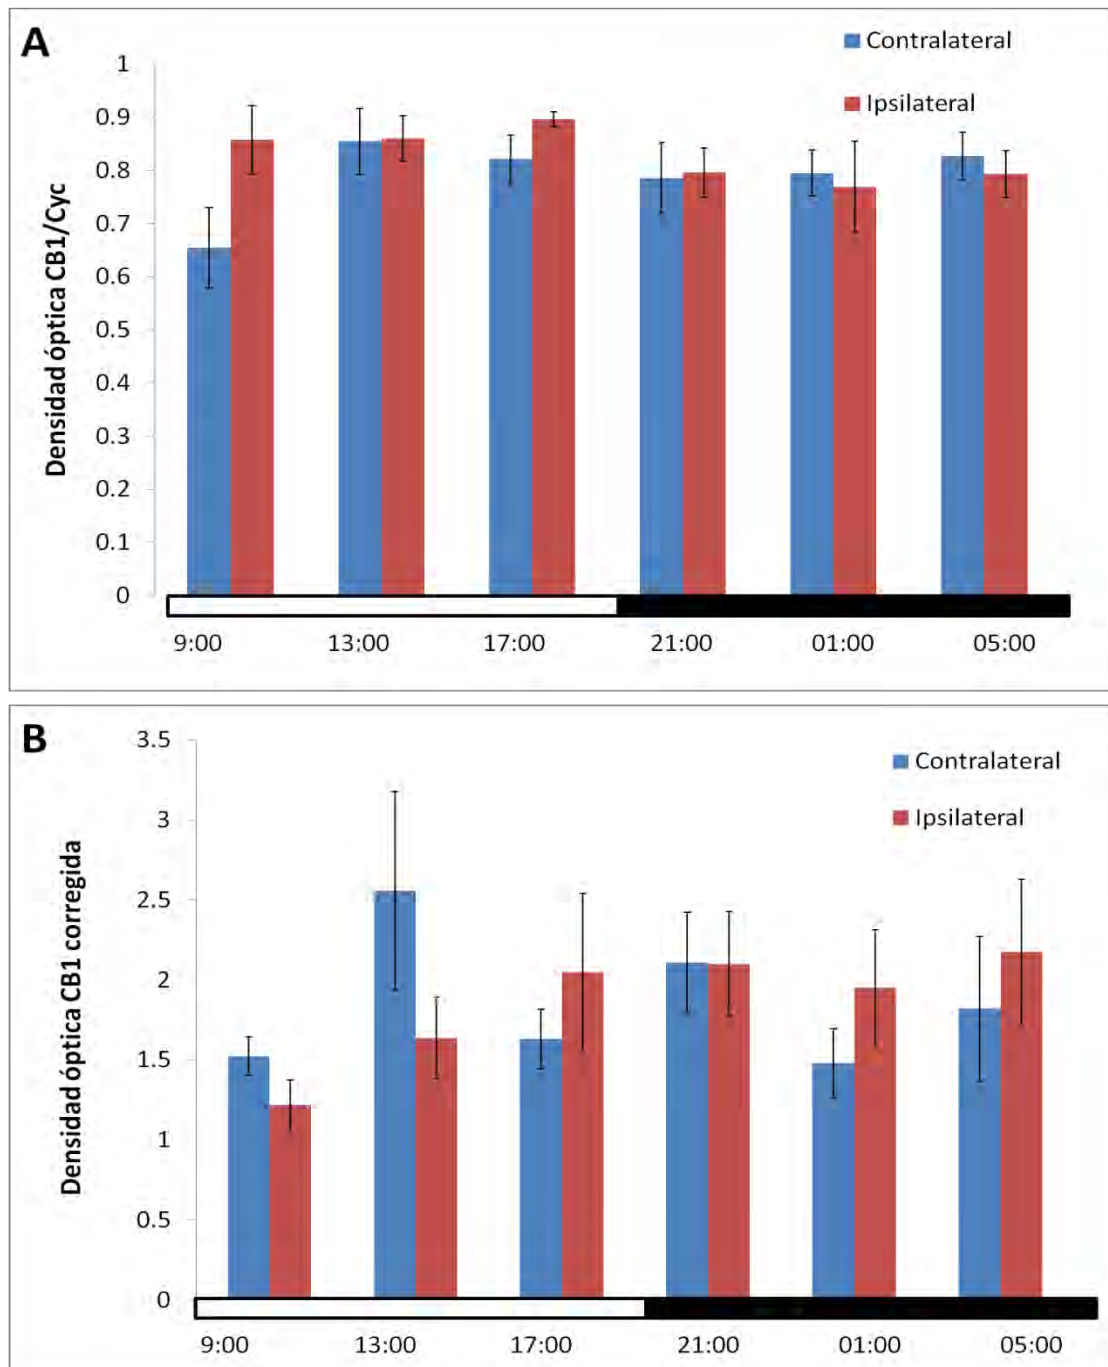 A
Contralateral
Ipsilateral
Densidad óptica CB1/Cyc
1
0.9
0.8
0.7
0.6
0.5
0.4
0.3
0.2
0.1
0
9:00 13:00 17:00 21:00 01:00 05:00
B
Contralateral
Ipsilateral
Densidad óptica CB1 corregida
3.5
3
2.5
2
1.5
1
0.5
0
9:00 13:00 17:00 21:00 01:00 05:00